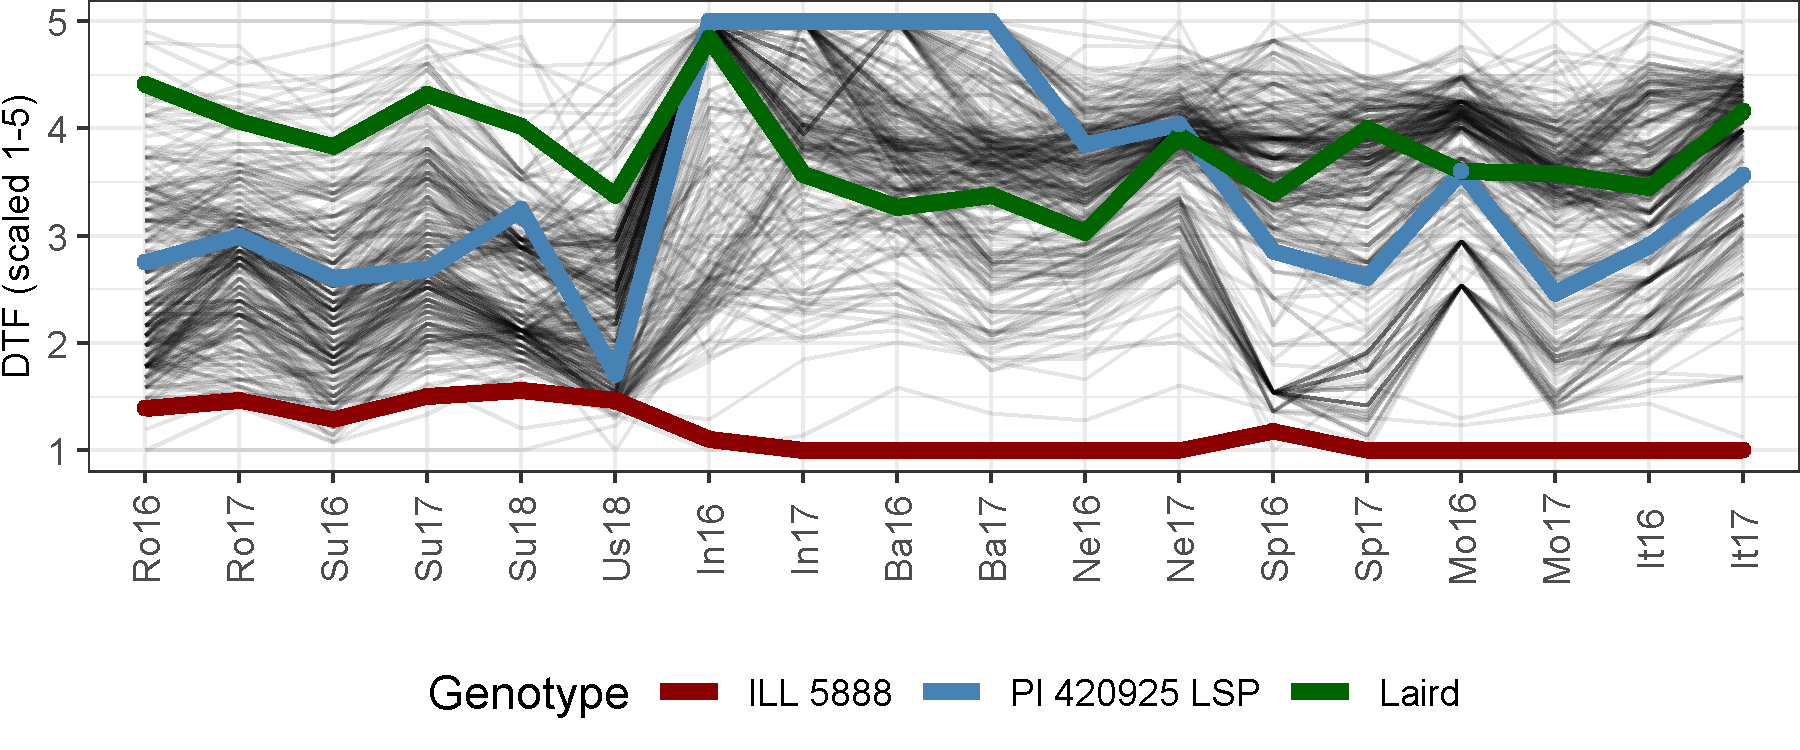 DTF (scaled 1-5)
5
4
3
2
1
Ro16 Ro17 Su16 Su17 Su18 Us18 In16 In17 Ba16 Ba17 Ne16 Ne17 Sp16 Sp17 Mo16 Mo17 It16 It17
Genotype ILL 5888 PI 420925 LSP Laird